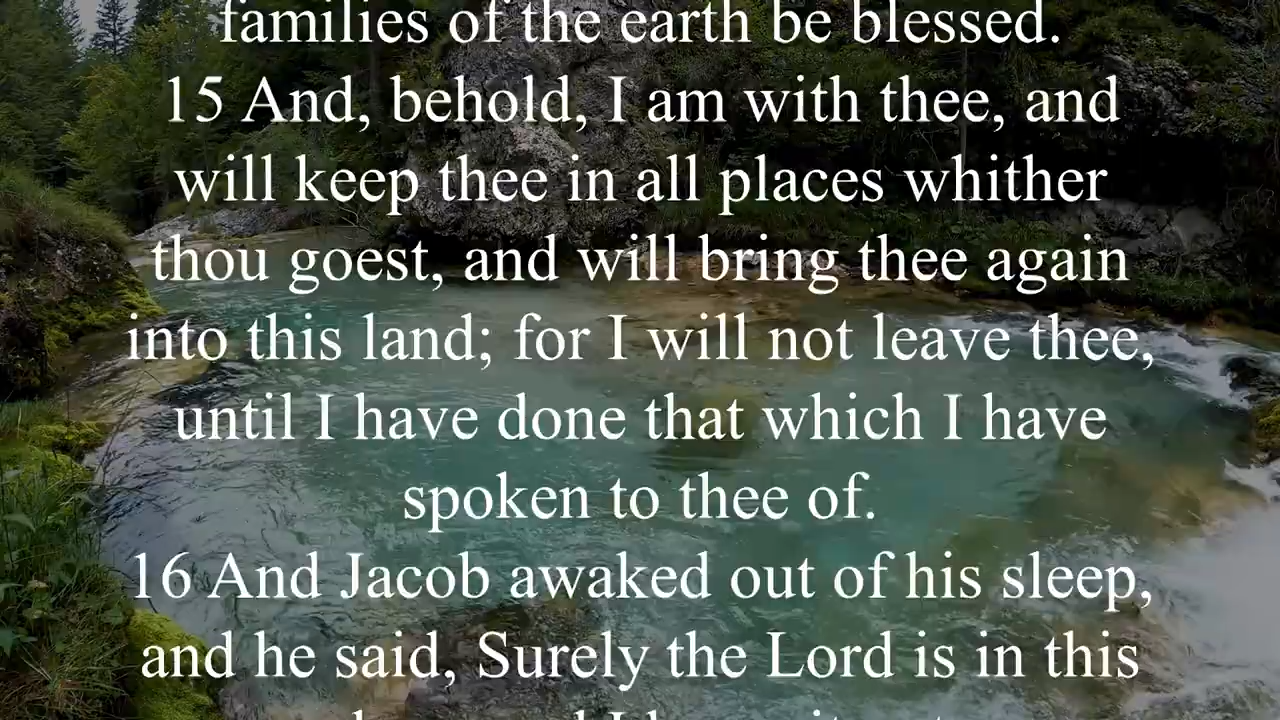 families of the earth be blessed.
15 And, behold, I am with thee, and
will keep thee in all places whither
thou goest, and will bring thee again
into this land; for I will not leave thee,
until I have done that which I have
spoken to thee of.
16 And Jacob awaked out of his sleep,
and he said, Surely the Lord is in this